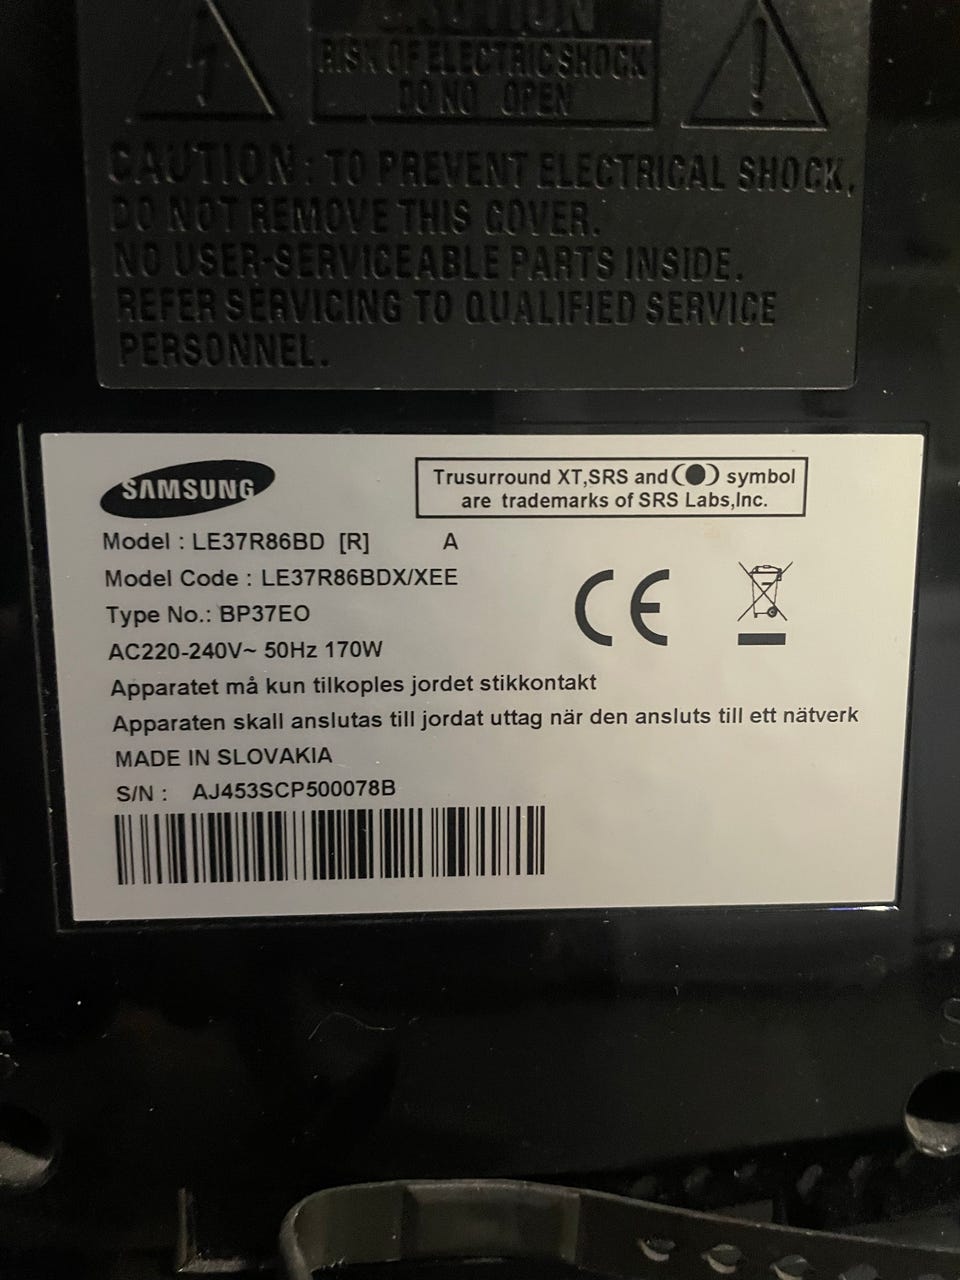 CAUTION
RISK OF ELECTRIC SHOCK
DO NO OPEN
CAUTION : TO PREVENT ELECTRICAL SHOCK,
DO NOT REMOVE THIS COVER.
NO USER-SERVICEABLE PARTS INSIDE.
REFER SERVICING TO QUALIFIED SERVICE
PERSONNEL.
SAMSUNG
Trusurround XT,SRS and (●) symbol
are trademarks of SRS Labs,Inc.
Model : LE37R86BD [R] A
Model Code : LE37R86BDX/XEE
Type No.: BP37EO
AC220-240V~ 50Hz 170W
CE
Apparatet må kun tilkoples jordet stikkontakt
Apparaten skall anslutas till jordat uttag när den ansluts till ett nätverk
MADE IN SLOVAKIA
S/N : AJ453SCP500078B